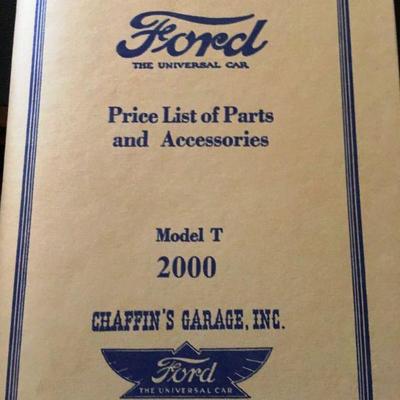 Ford
THE UNIVERSAL CAR
Price List of Parts
and Accessories
Model T
2000
CHAFFIN'S GARAGE, INC.
Ford
THE UNIVERSAL CAR